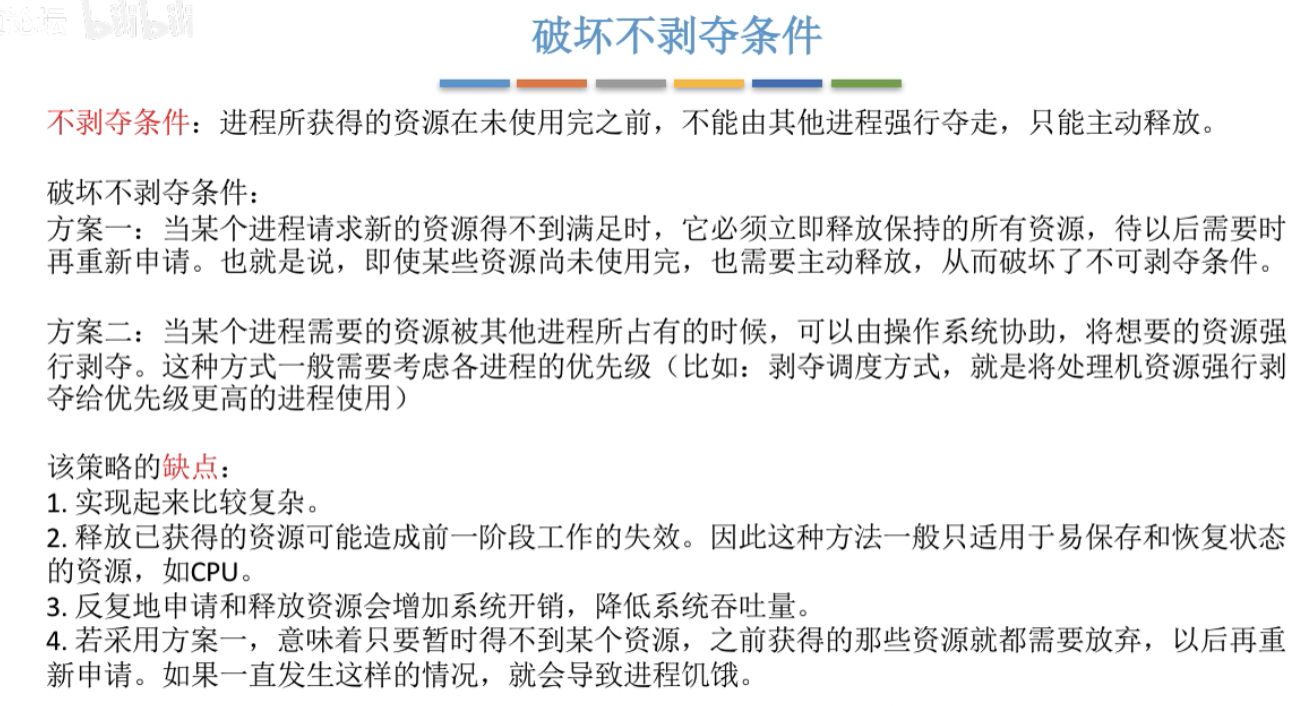 论坛 bilibili
破坏不剥夺条件
不剥夺条件：进程所获得的资源在未使用完之前，不能由其他进程强行夺走，只能主动释放。
破坏不剥夺条件：
方案一：当某个进程请求新的资源得不到满足时，它必须立即释放保持的所有资源，待以后需要时
再重新申请。也就是说，即使某些资源尚未使用完，也需要主动释放，从而破坏了不可剥夺条件。
方案二：当某个进程需要的资源被其他进程所占有的时候，可以由操作系统协助，将想要的资源强
行剥夺。这种方式一般需要考虑各进程的优先级（比如：剥夺调度方式，就是将处理机资源强行剥
夺给优先级更高的进程使用）
该策略的缺点：
1. 实现起来比较复杂。
2. 释放已获得的资源可能造成前一阶段工作的失效。因此这种方法一般只适用于易保存和恢复状态
的资源，如CPU。
3. 反复地申请和释放资源会增加系统开销，降低系统吞吐量。
4. 若采用方案一，意味着只要暂时得不到某个资源，之前获得的那些资源就都需要放弃，以后再重
新申请。如果一直发生这样的情况，就会导致进程饥饿。